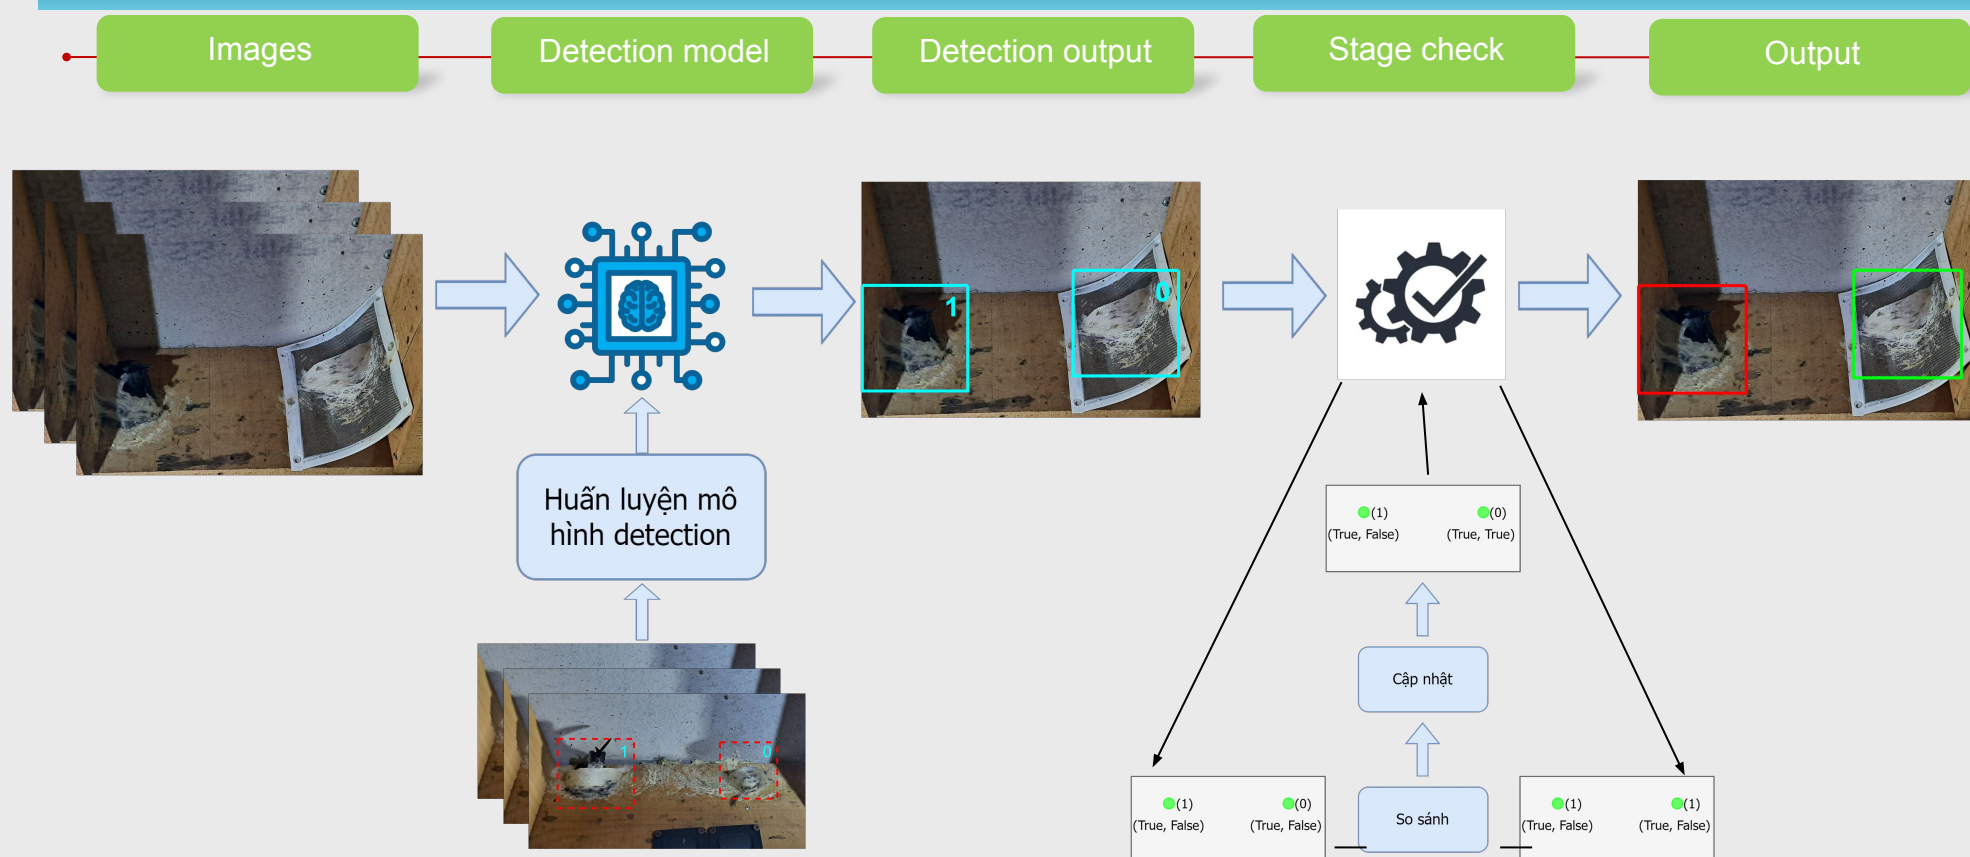 Images
Detection model
Detection output
Stage check
Output
1
0
Huấn luyện mô
hình detection
1
0
(1)
(0)
(True, False)
(True, True)
Cập nhật
So sánh
(1)
(0)
(True, False)
(True, False)
(1)
(1)
(True, False)
(True, False)